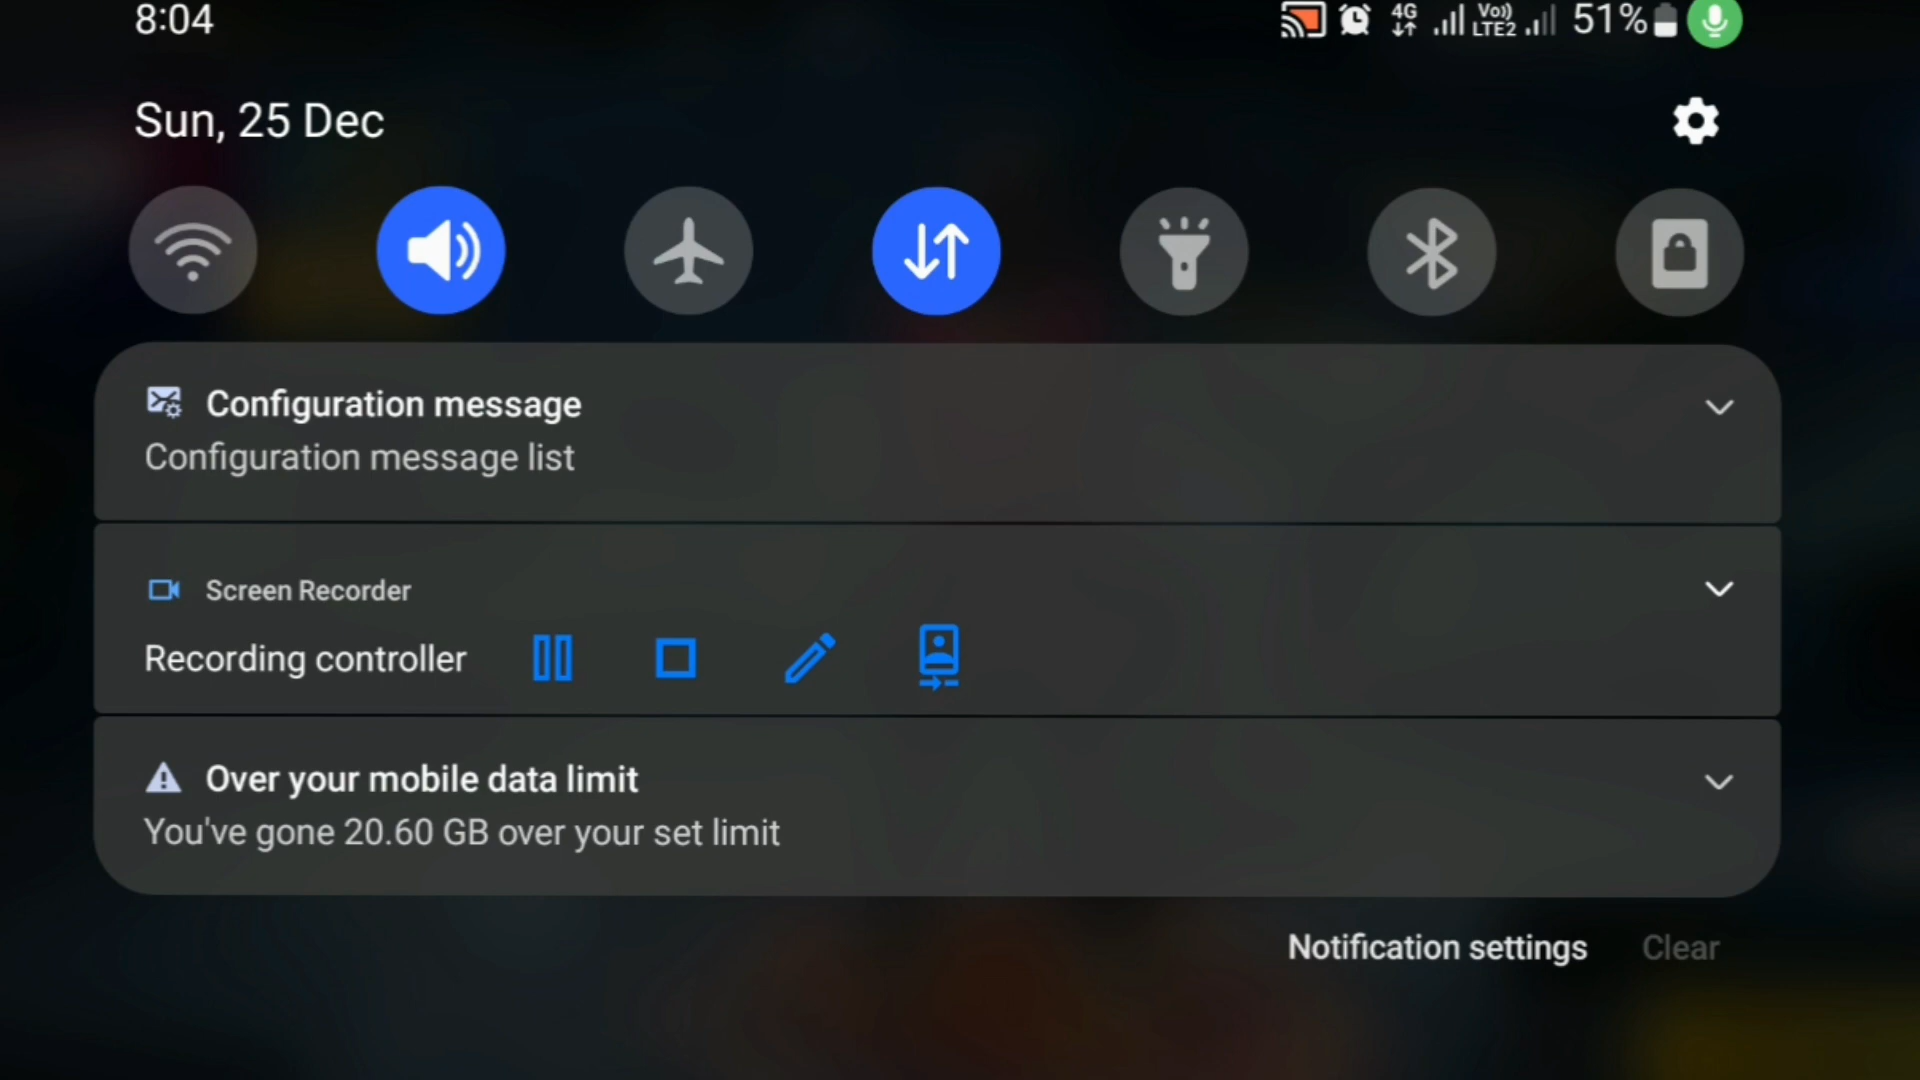 8:04
4G Vo)) LTE2 51%
Sun, 25 Dec
Configuration message
Configuration message list
Screen Recorder
Recording controller
Over your mobile data limit
You've gone 20.60 GB over your set limit
Notification settings Clear